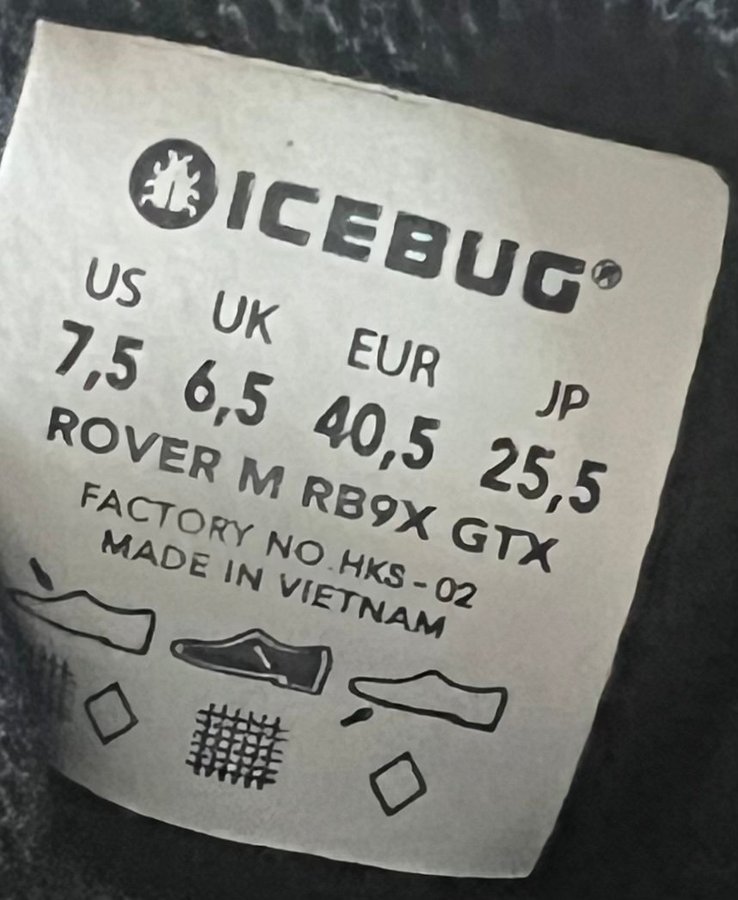 ICEBUG®
US UK EUR JP
7,5 6,5 40,5 25,5
ROVER M RB9X GTX
FACTORY NO.HKS-02
MADE IN VIETNAM